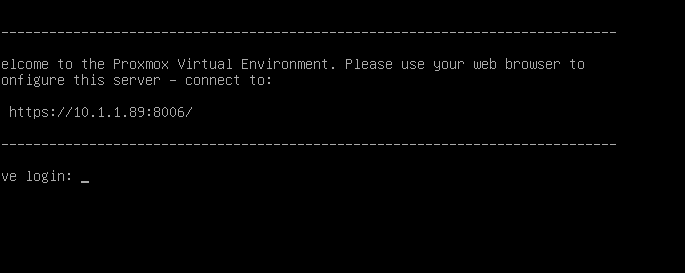 ------------------------------------------------------------------------------
elcome to the Proxmox Virtual Environment. Please use your web browser to
onfigure this server - connect to:
https://10.1.1.89:8006/
------------------------------------------------------------------------------
ve login: _